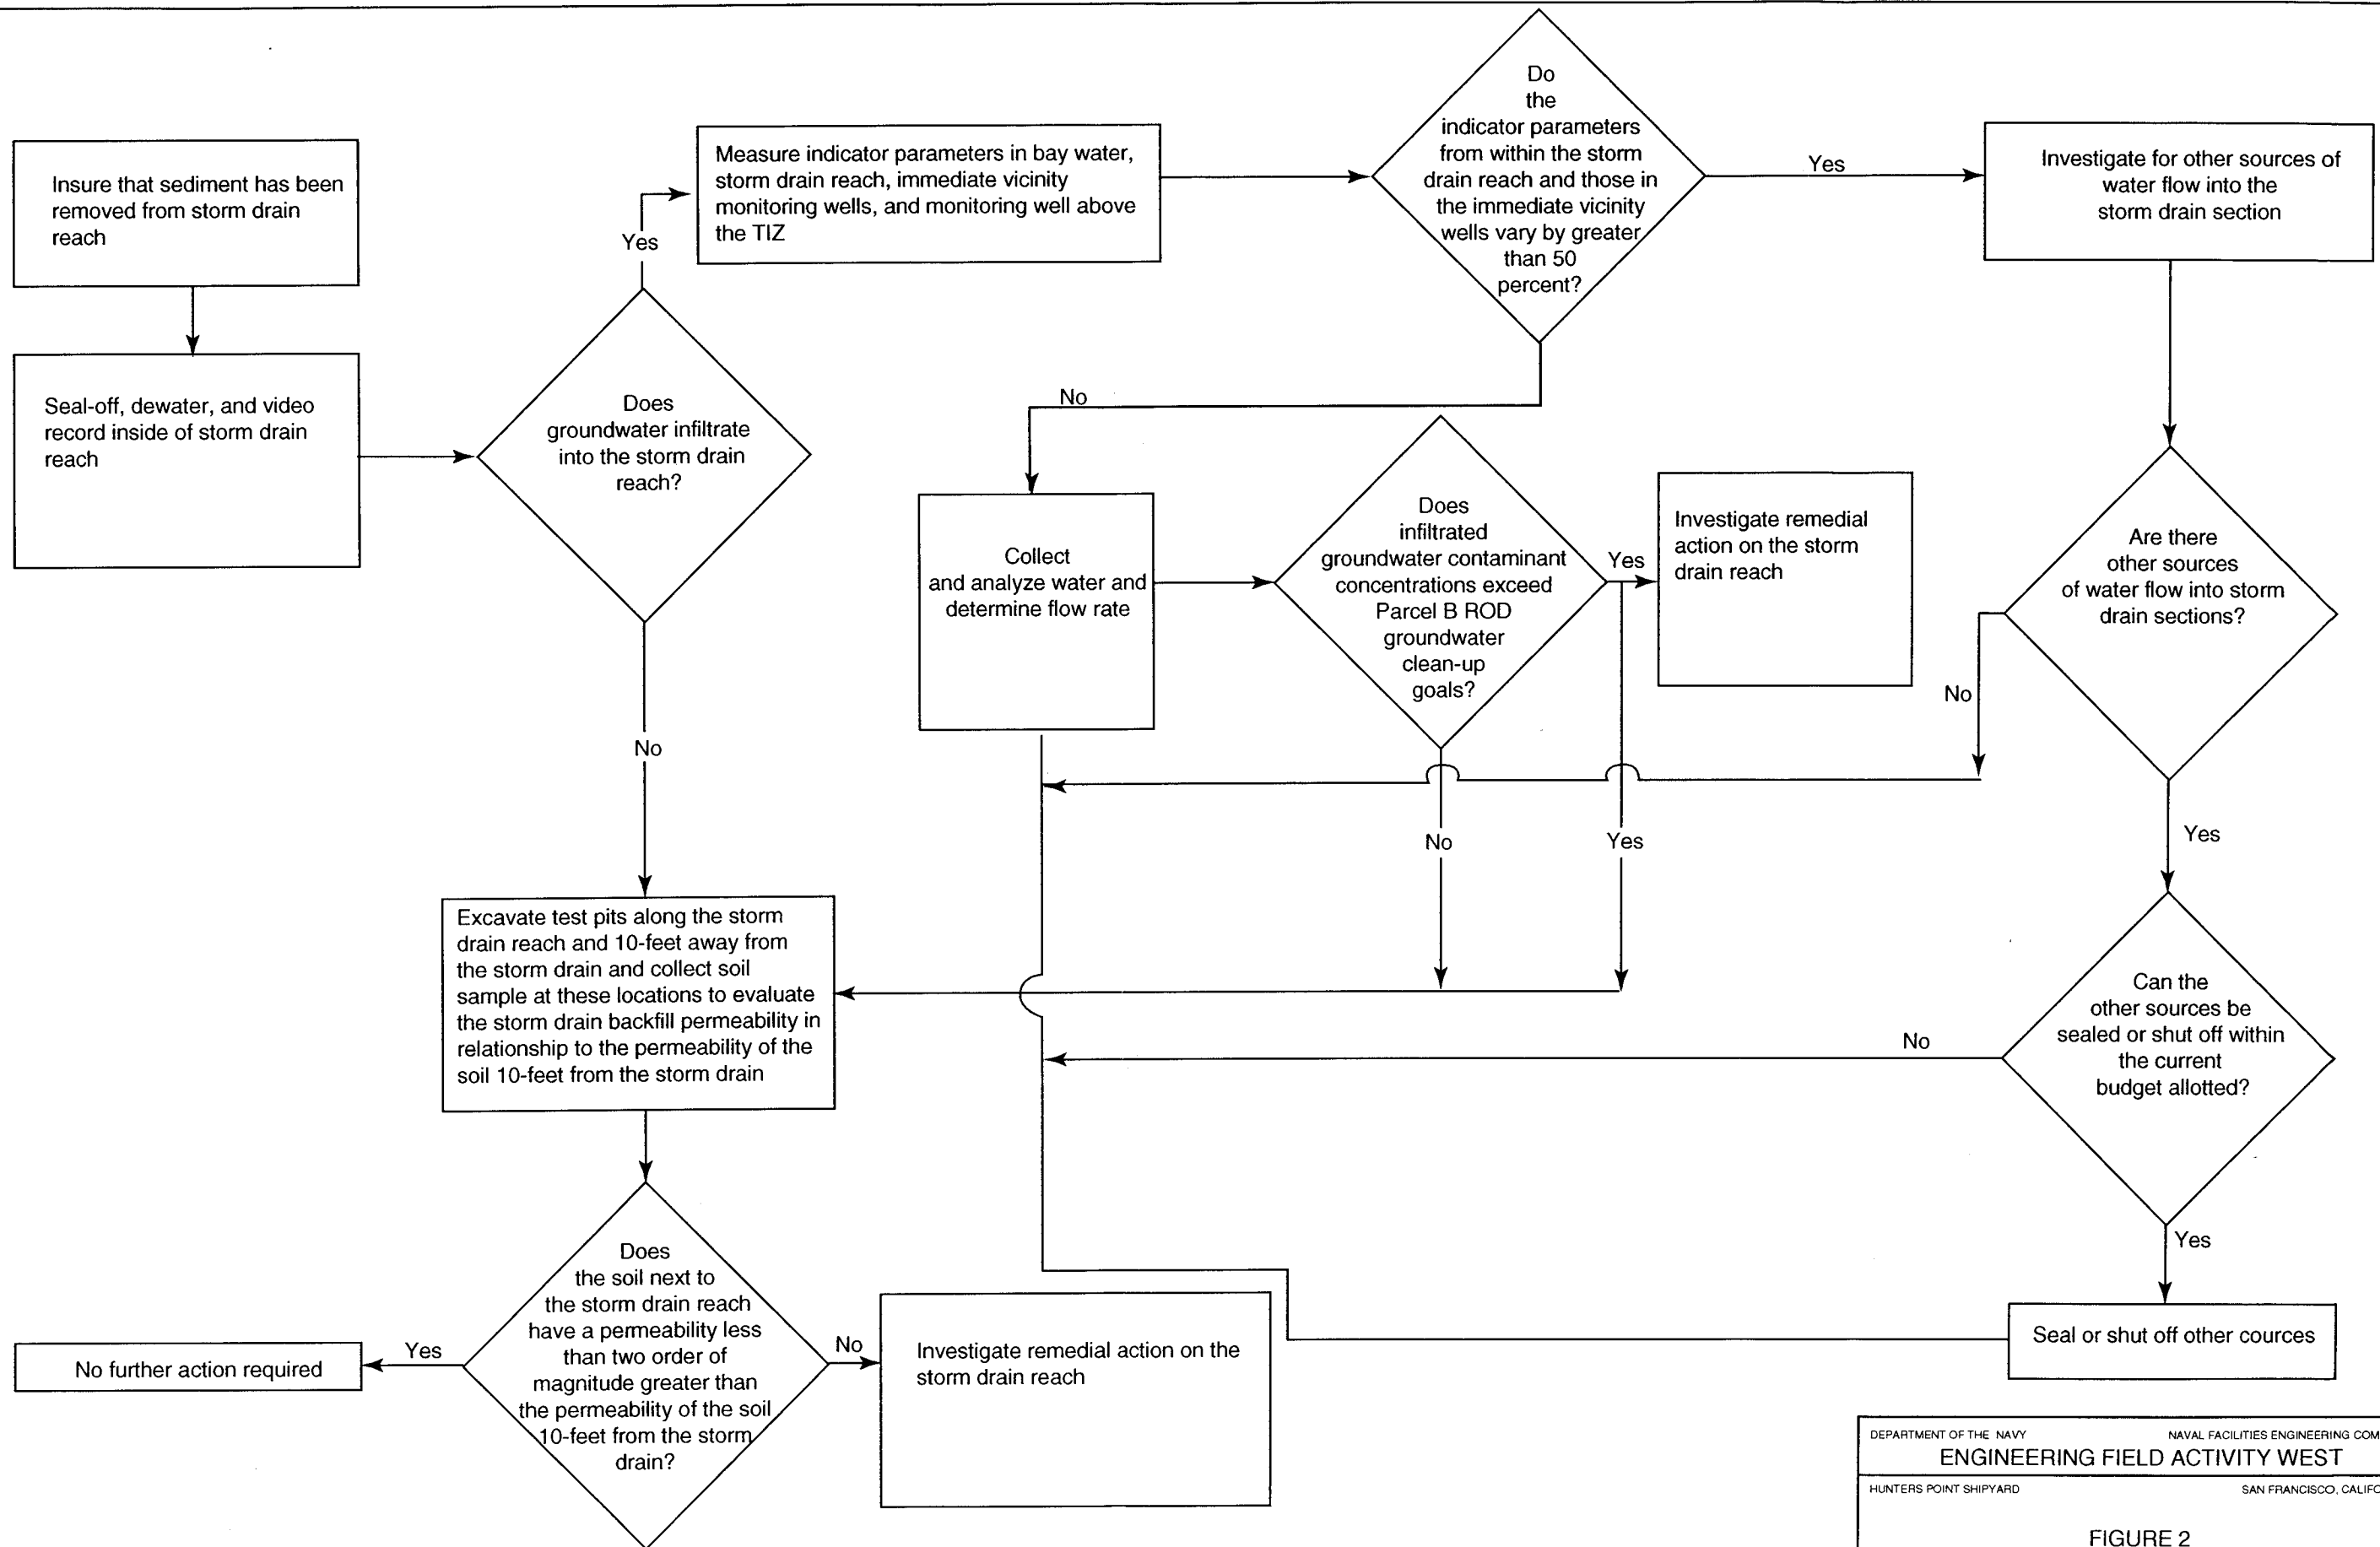 Insure that sediment has been
removed from storm drain
reach
Seal-off, dewater, and video
record inside of storm drain
reach
Does
groundwater infiltrate
into the storm drain
reach?
Yes
No
Measure indicator parameters in bay water,
storm drain reach, immediate vicinity
monitoring wells, and monitoring well above
the TIZ
Do
the
indicator parameters
from within the storm
drain reach and those in
the immediate vicinity
wells vary by greater
than 50
percent?
Yes
No
Investigate for other sources of
water flow into the
storm drain section
Collect
and analyze water and
determine flow rate
Does
infiltrated
groundwater contaminant
concentrations exceed
Parcel B ROD
groundwater
clean-up
goals?
Yes
Investigate remedial
action on the storm
drain reach
No
Yes
Are there
other sources
of water flow into storm
drain sections?
No
Yes
Can the
other sources be
sealed or shut off within
the current
budget allotted?
No
Yes
Seal or shut off other cources
Excavate test pits along the storm
drain reach and 10-feet away from
the storm drain and collect soil
sample at these locations to evaluate
the storm drain backfill permeability in
relationship to the permeability of the
soil 10-feet from the storm drain
Does
the soil next to
the storm drain reach
have a permeability less
than two order of
magnitude greater than
the permeability of the soil
10-feet from the storm
drain?
Yes
No further action required
No
Investigate remedial action on the
storm drain reach
DEPARTMENT OF THE NAVY NAVAL FACILITIES ENGINEERING COM
ENGINEERING FIELD ACTIVITY WEST
HUNTERS POINT SHIPYARD SAN FRANCISCO, CALIFO
FIGURE 2